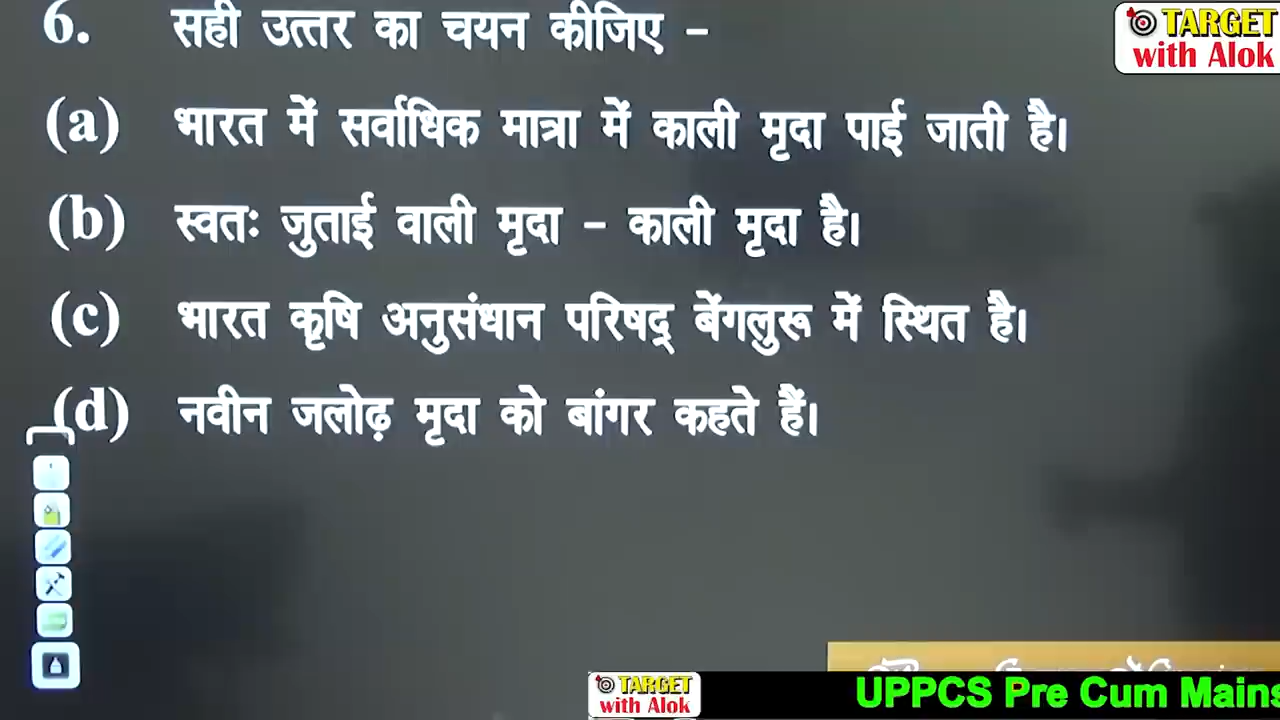 6. सही उत्तर का चयन कीजिए –
TARGET
with Alok
(a) भारत में सर्वाधिक मात्रा में काली मृदा पाई जाती है।
(b) स्वतः जुताई वाली मृदा – काली मृदा है।
(c) भारत कृषि अनुसंधान परिषद् बेंगलुरू में स्थित है।
(d) नवीन जलोढ़ मृदा को बांगर कहते हैं।
TARGET
with Alok
UPPCS Pre Cum Mains